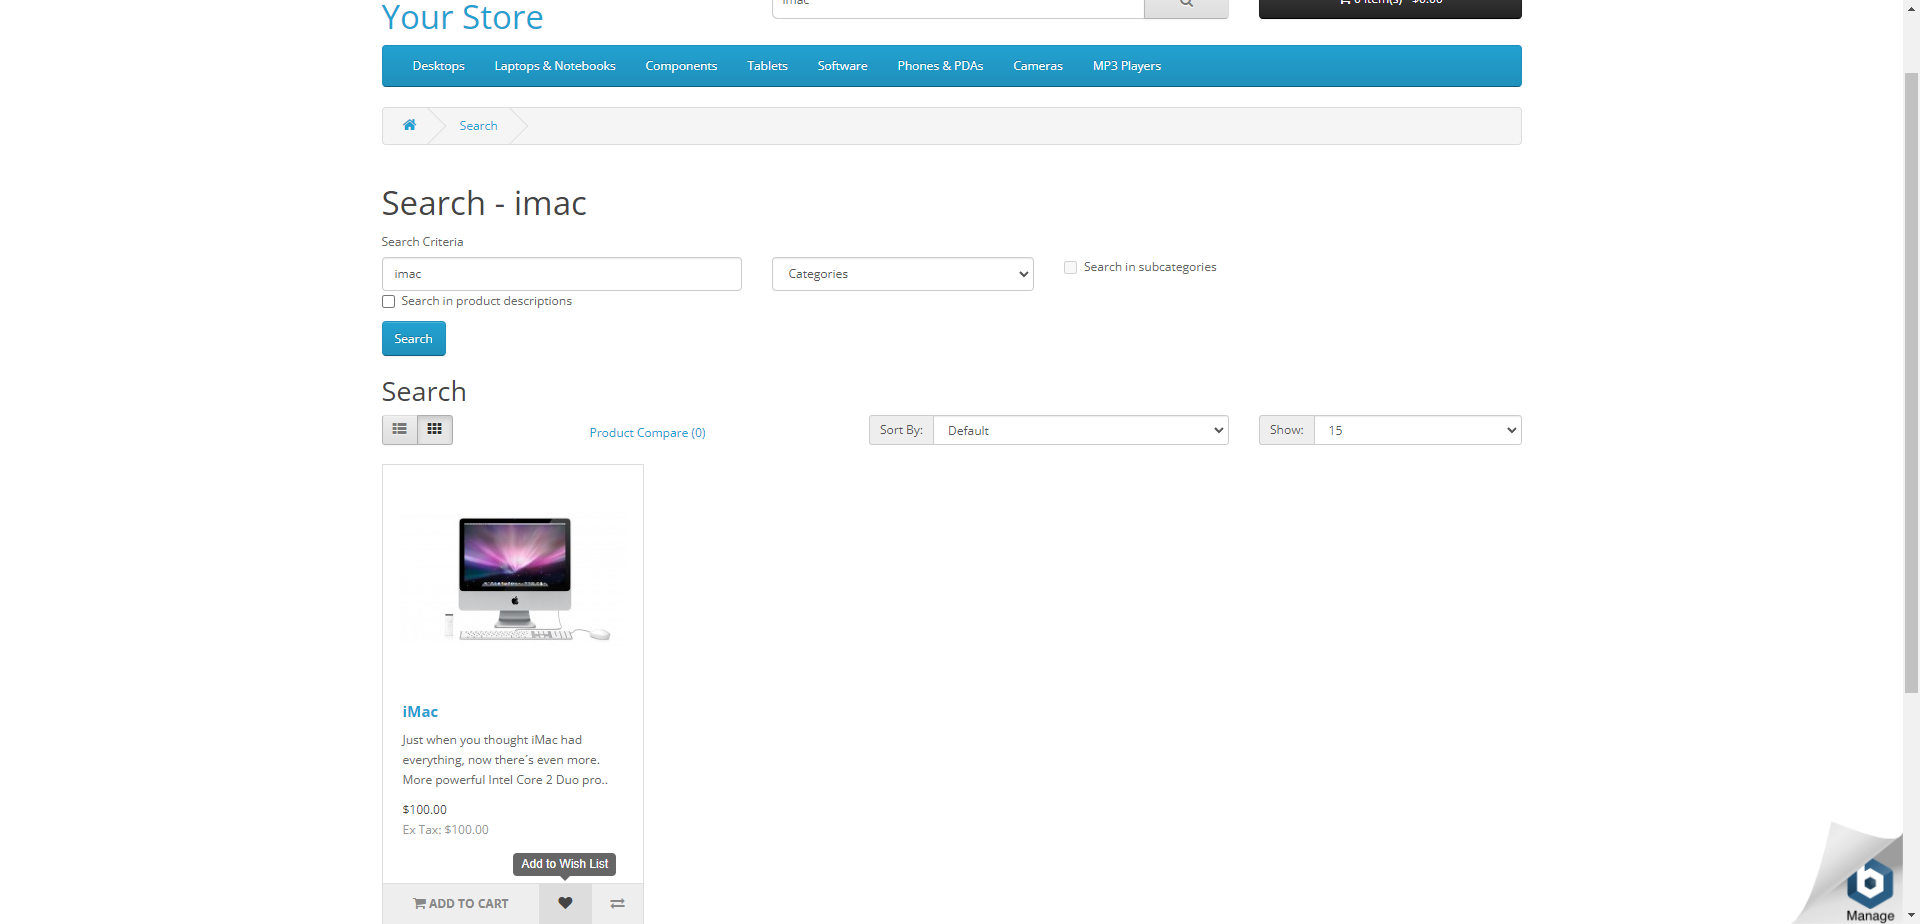 Your Store
imac
0 item(s) - $0.00
Desktops
Laptops & Notebooks
Components
Tablets
Software
Phones & PDAs
Cameras
MP3 Players
Search
Search - imac
Search Criteria
imac
Categories
Search in subcategories
Search in product descriptions
Search
Search
Product Compare (0)
Sort By:
Default
Show:
15
iMac
Just when you thought iMac had
everything, now there´s even more.
More powerful Intel Core 2 Duo pro..
$100.00
Ex Tax: $100.00
Add to Wish List
ADD TO CART
b
Manage